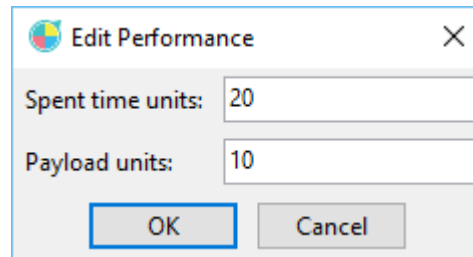 Edit Performance
Spent time units: 20
Payload units: 10
OK Cancel